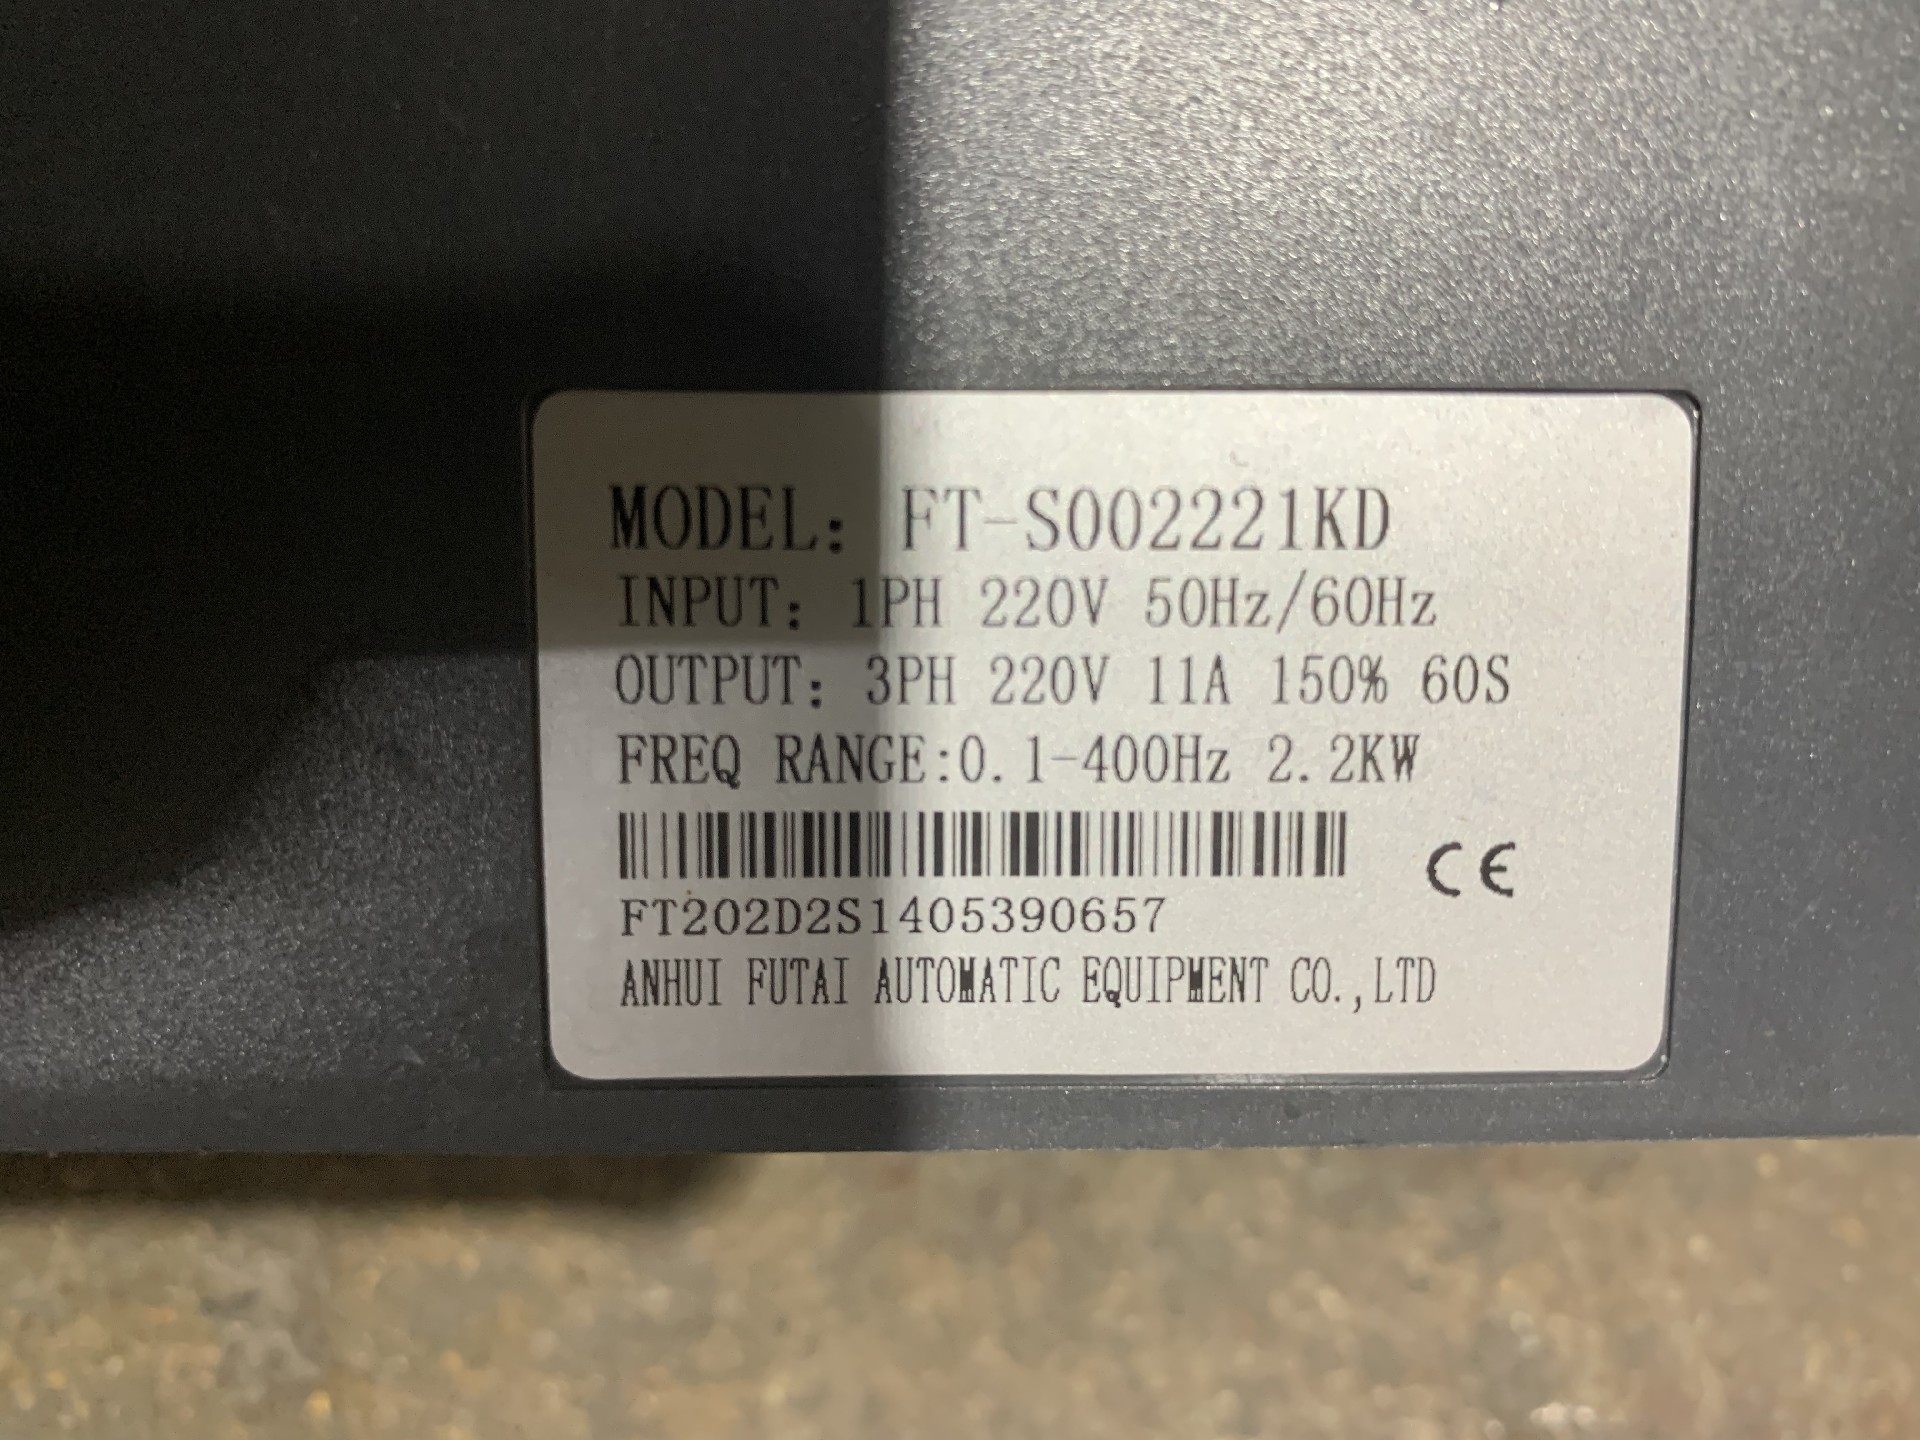 MODEL: FT-S002221KD
INPUT: 1PH 220V 50Hz/60Hz
OUTPUT: 3PH 220V 11A 150% 60S
FREQ RANGE:0.1-400Hz 2.2KW
CE
FT202D2S1405390657
ANHUI FUTAI AUTOMATIC EQUIPMENT CO.,LTD